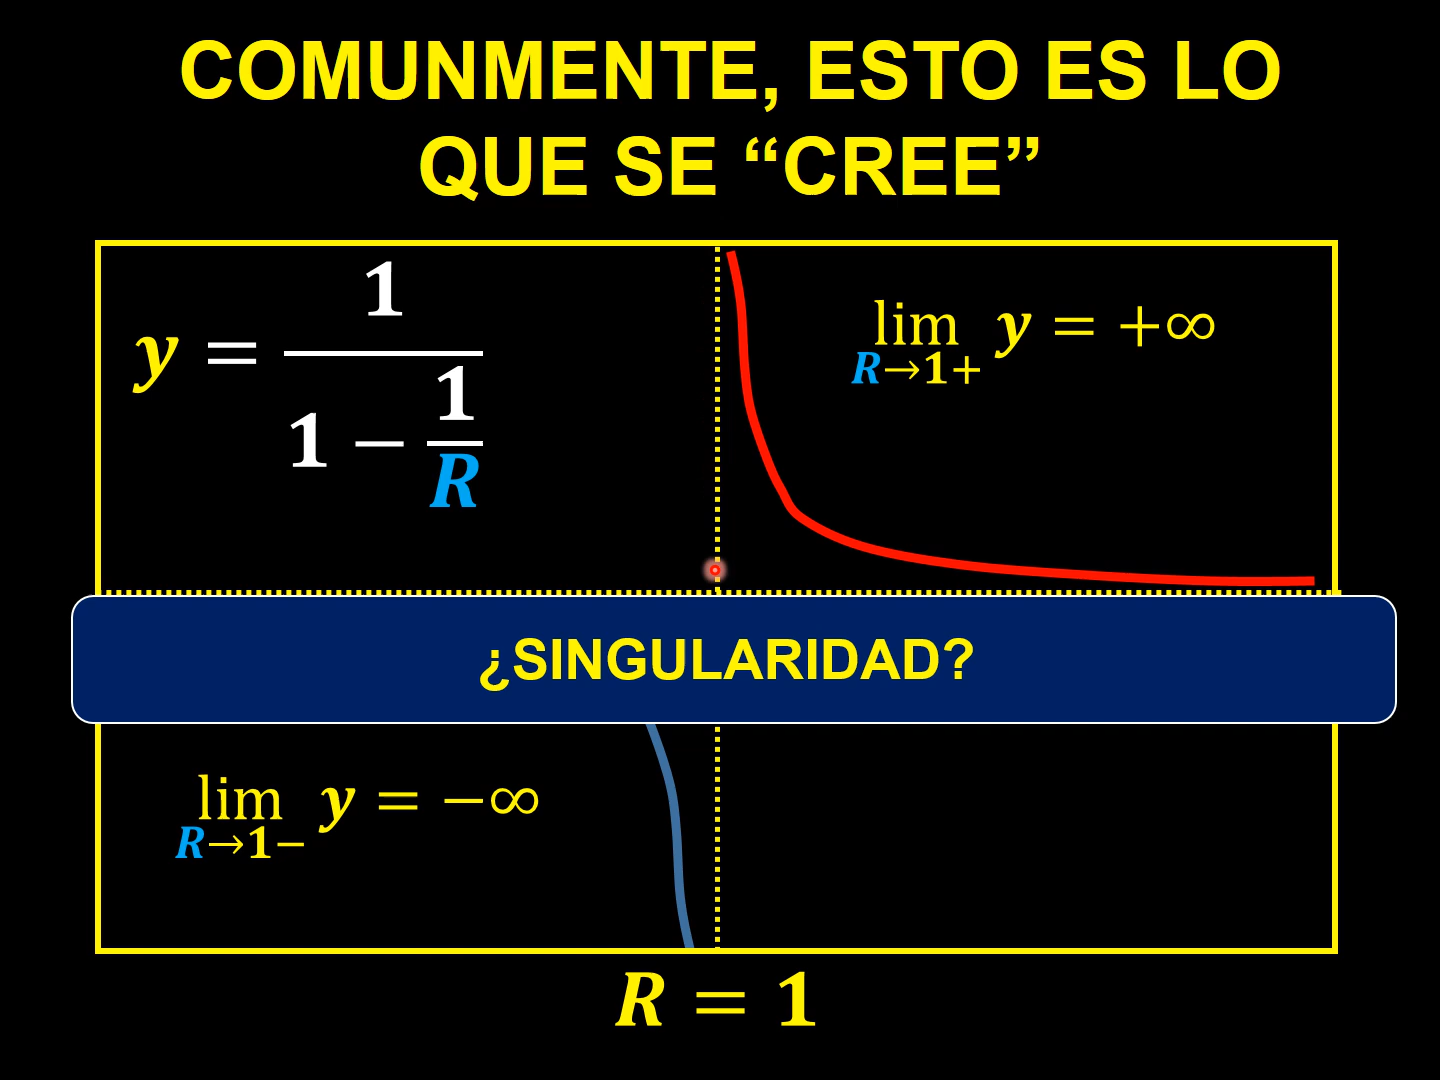 COMUNMENTE, ESTO ES LO
QUE SE “CREE”
y = 1 / (1 − 1/R)
lim R→1+ y = +∞
¿SINGULARIDAD?
lim R→1− y = −∞
R = 1